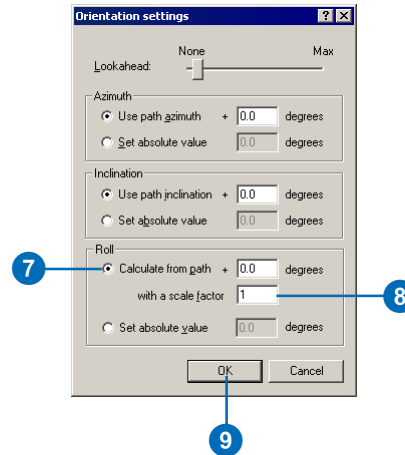 Orientation settings
None Max
Lookahead:
Azimuth
Use path azimuth + 0.0 degrees
Set absolute value 0.0 degrees
Inclination
Use path inclination + 0.0 degrees
Set absolute value 0.0 degrees
Roll
7 Calculate from path + 0.0 degrees
with a scale factor 1 8
Set absolute value 0.0 degrees
OK Cancel
9